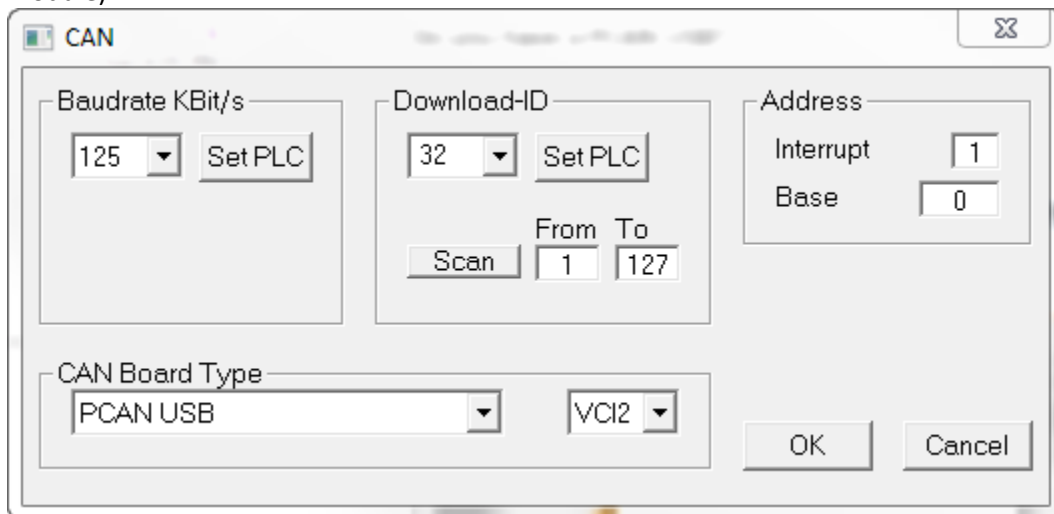 CAN
Baudrate KBit/s
125 Set PLC
Download-ID
32 Set PLC
From To
Scan 1 127
Address
Interrupt 1
Base 0
CAN Board Type
PCAN USB VCI2
OK Cancel